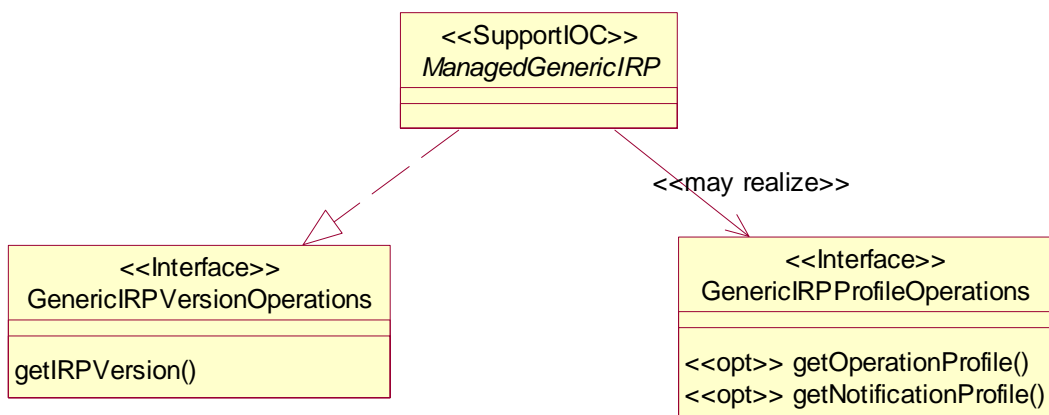 <<SupportIOC>>
ManagedGenericIRP
<<may realize>>
<<Interface>>
GenericIRPVersionOperations
getIRPVersion()
<<Interface>>
GenericIRPProfileOperations
<<opt>> getOperationProfile()
<<opt>> getNotificationProfile()